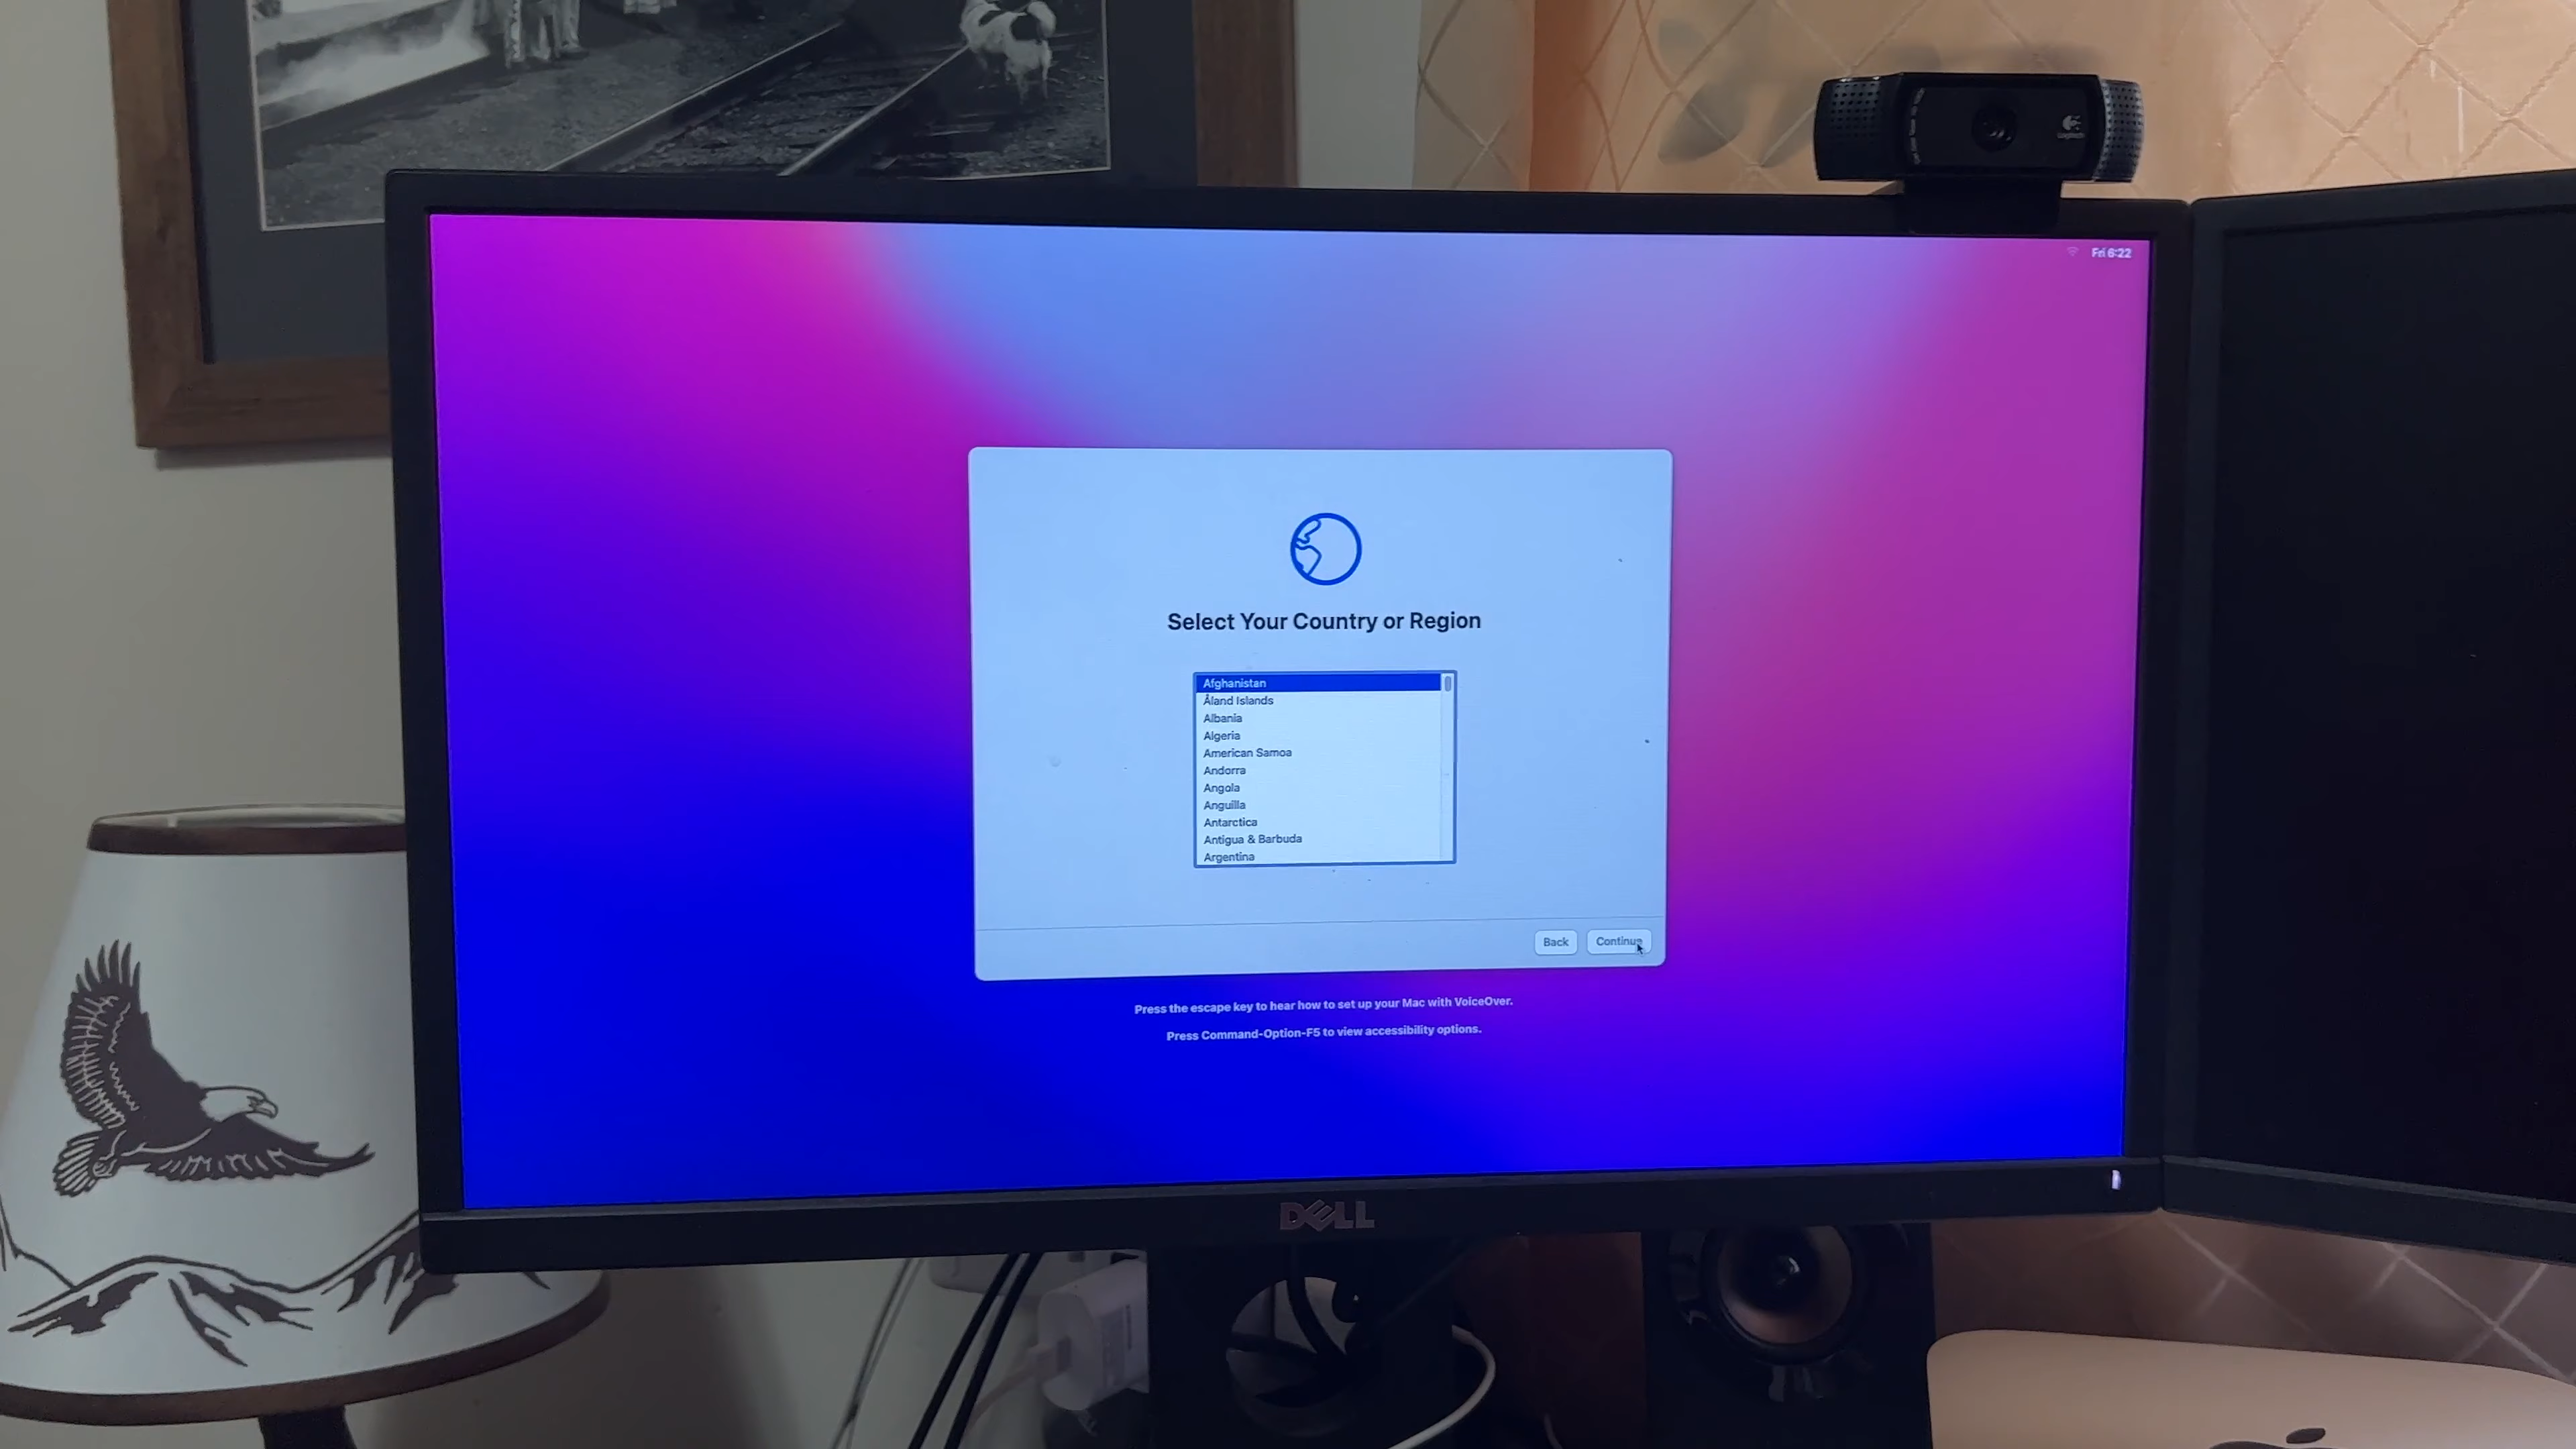 Logitech
Fri 6:22
Select Your Country or Region
Afghanistan
Åland Islands
Albania
Algeria
American Samoa
Andorra
Angola
Anguilla
Antarctica
Antigua & Barbuda
Argentina
Back
Continue
Press the escape key to hear how to set up your Mac with VoiceOver.
Press Command-Option-F5 to view accessibility options.
DELL